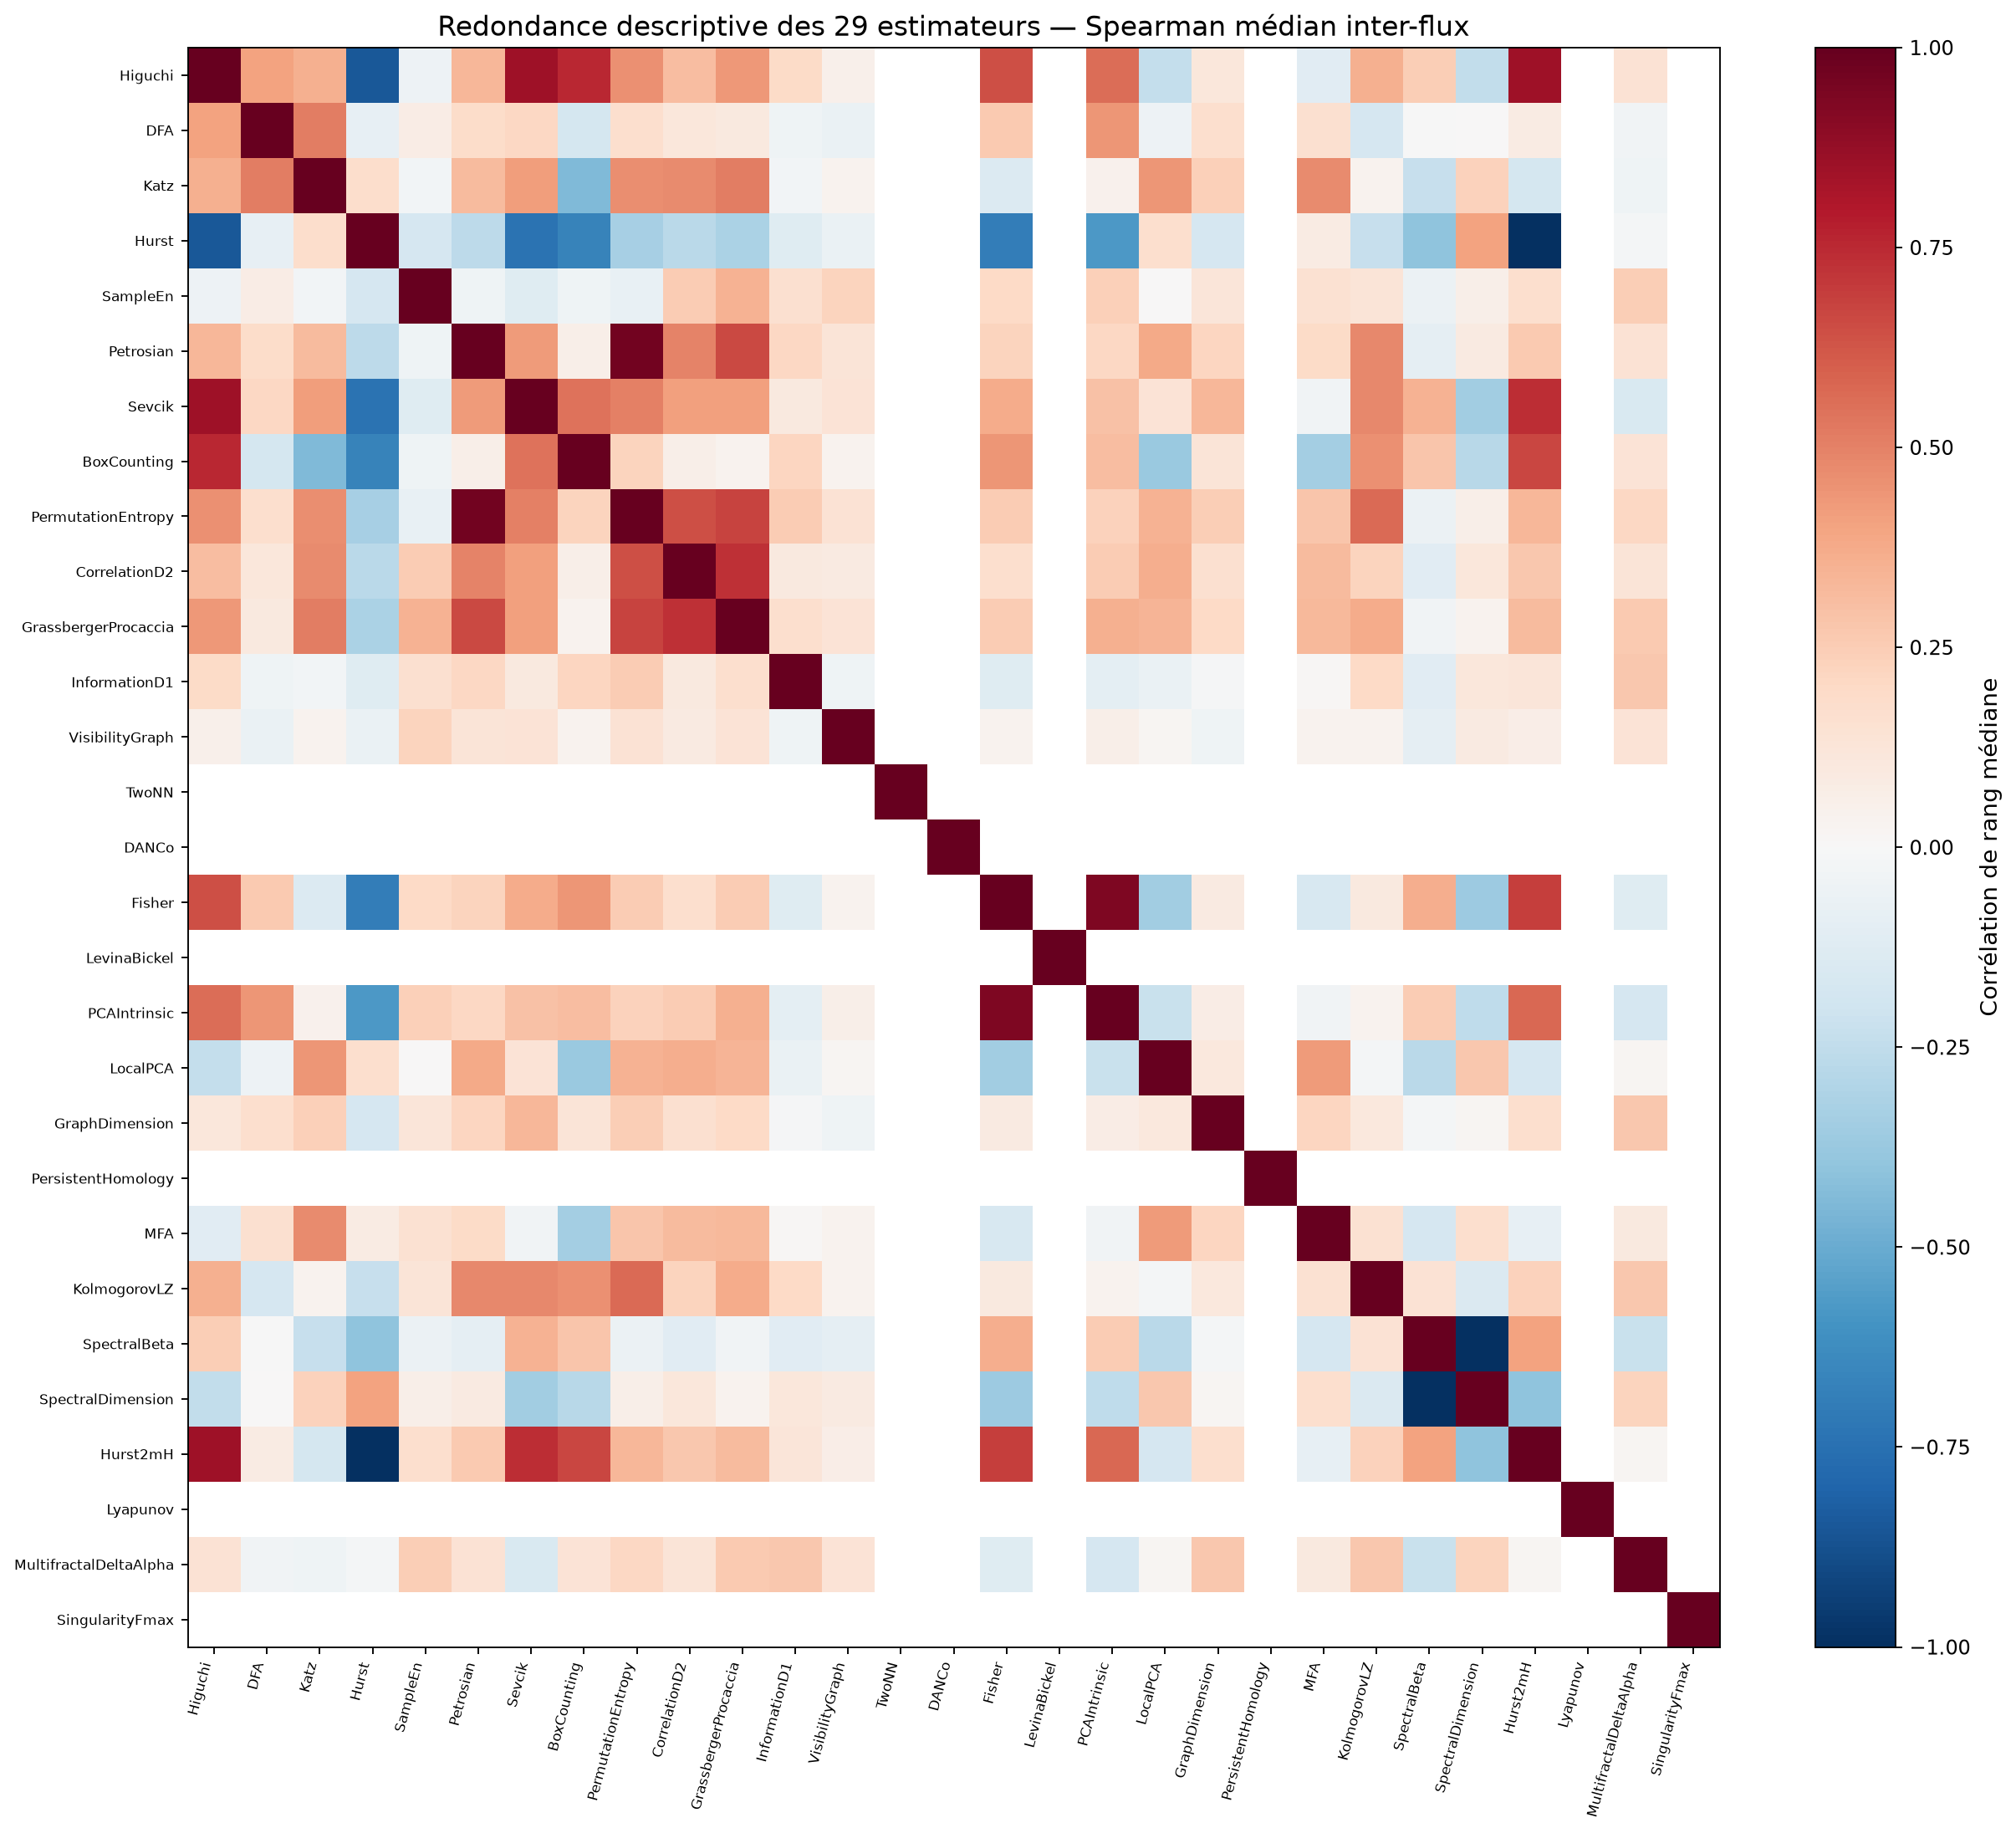 Redondance descriptive des 29 estimateurs — Spearman médian inter-flux
Higuchi
DFA
Katz
Hurst
SampleEn
Petrosian
Sevcik
BoxCounting
PermutationEntropy
CorrelationD2
GrassbergerProcaccia
InformationD1
VisibilityGraph
TwoNN
DANCo
Fisher
LevinaBickel
PCAIntrinsic
LocalPCA
GraphDimension
PersistentHomology
MFA
KolmogorovLZ
SpectralBeta
SpectralDimension
Hurst2mH
Lyapunov
MultifractalDeltaAlpha
SingularityFmax
Higuchi
DFA
Katz
Hurst
SampleEn
Petrosian
Sevcik
BoxCounting
PermutationEntropy
CorrelationD2
GrassbergerProcaccia
InformationD1
VisibilityGraph
TwoNN
DANCo
Fisher
LevinaBickel
PCAIntrinsic
LocalPCA
GraphDimension
PersistentHomology
MFA
KolmogorovLZ
SpectralBeta
SpectralDimension
Hurst2mH
Lyapunov
MultifractalDeltaAlpha
SingularityFmax
1.00
0.75
0.50
0.25
0.00
−0.25
−0.50
−0.75
−1.00
Corrélation de rang médiane